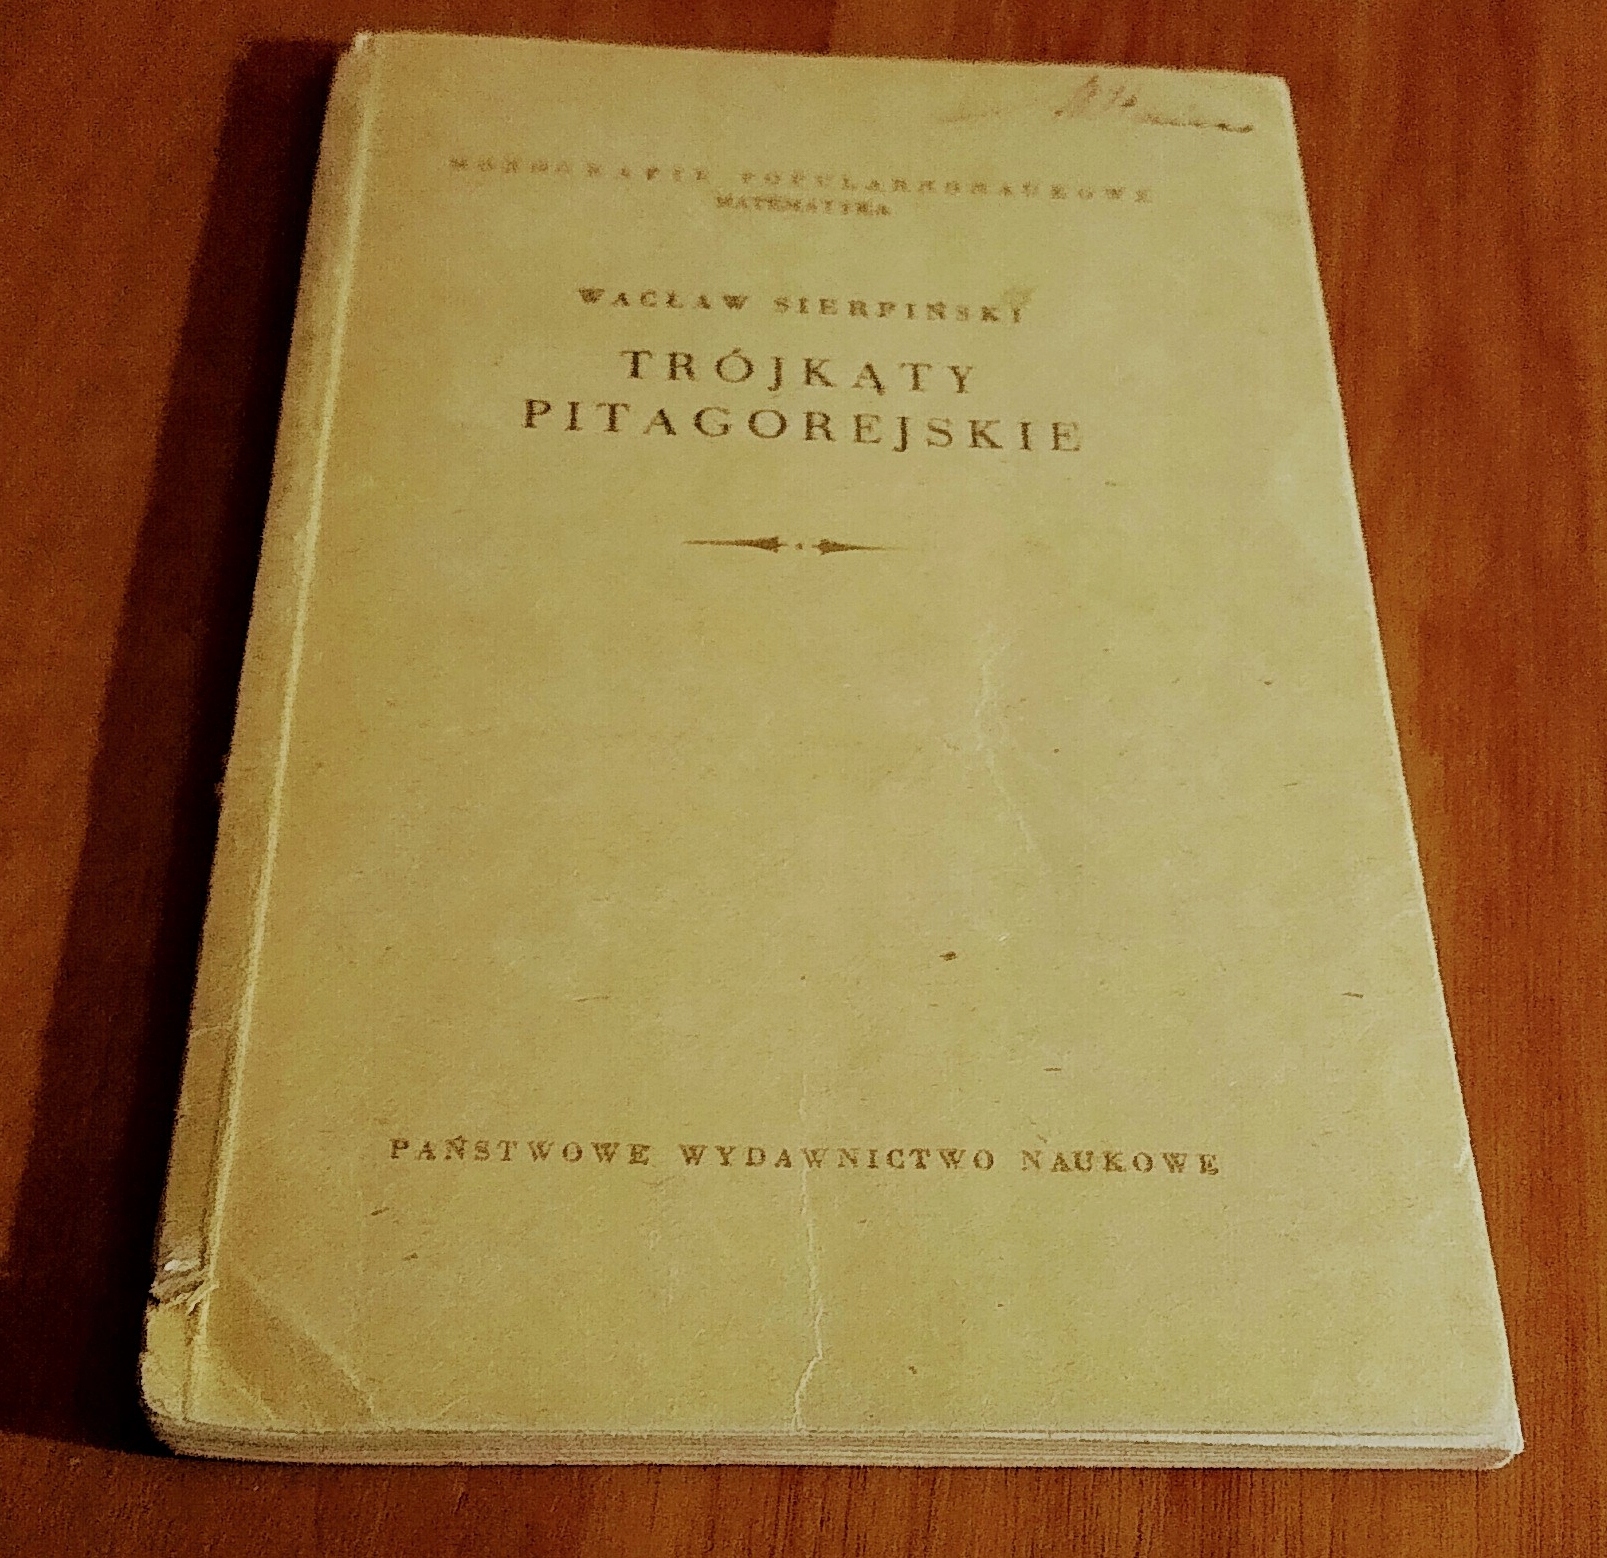 MONOGRAFIE POPULARNONAUKOWE
MATEMATYKA
WACŁAW SIERPIŃSKI
TRÓJKĄTY
PITAGOREJSKIE
PAŃSTWOWE WYDAWNICTWO NAUKOWE